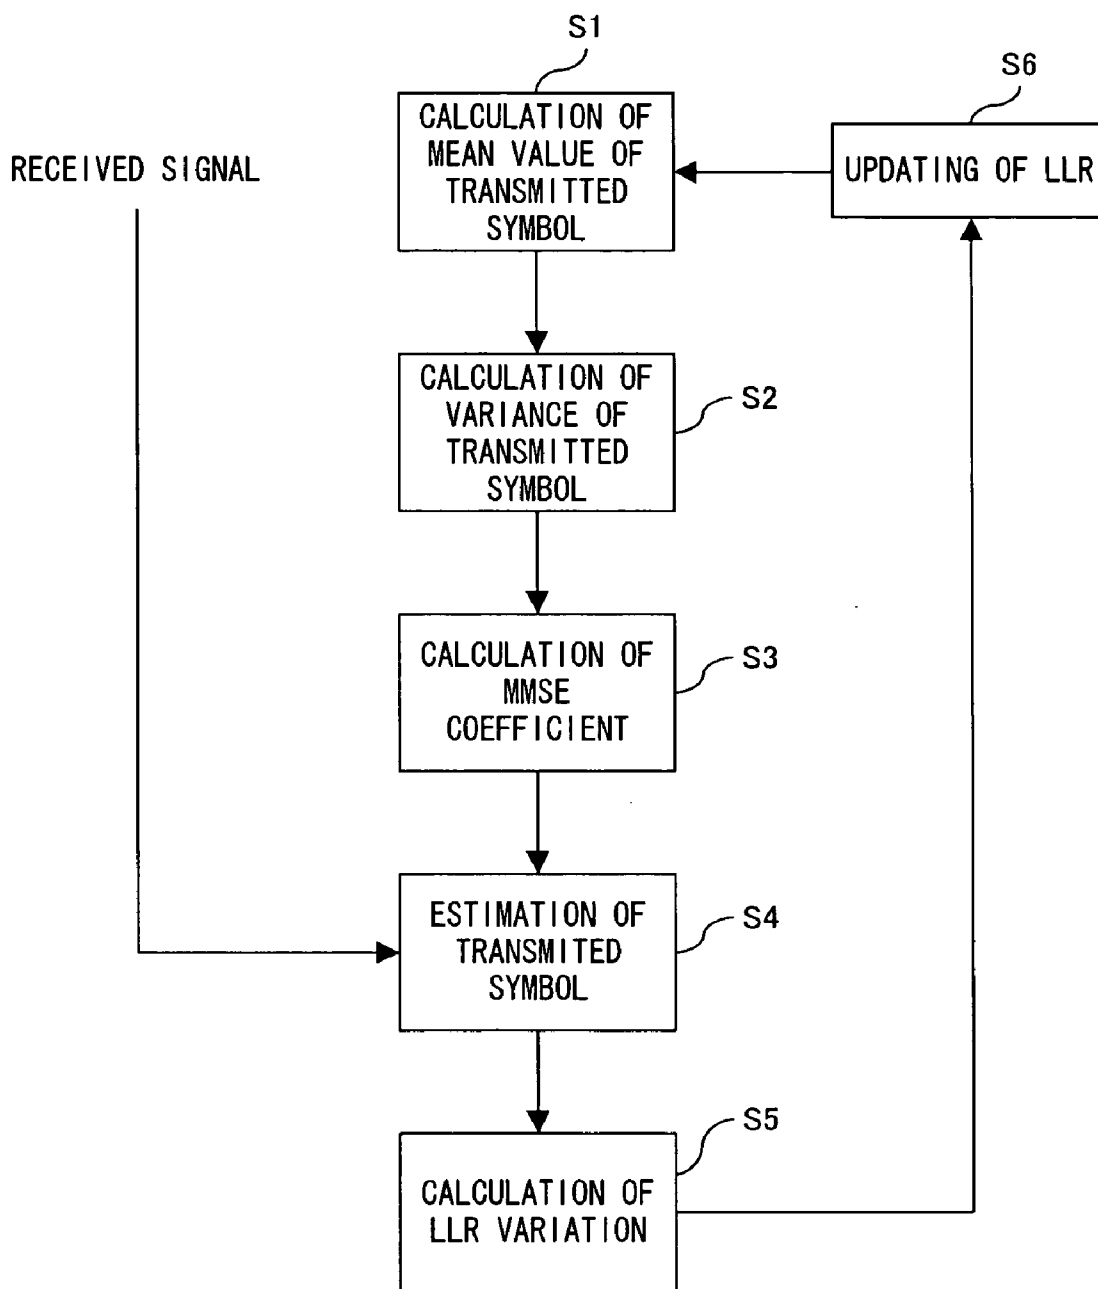 S1
S6
CALCULATION OF
MEAN VALUE OF
TRANSMITTED
SYMBOL
UPDATING OF LLR
RECEIVED SIGNAL
CALCULATION OF
VARIANCE OF
TRANSMITTED
SYMBOL
S2
CALCULATION OF
MMSE
COEFFICIENT
S3
ESTIMATION OF
TRANSMITED
SYMBOL
S4
S5
CALCULATION OF
LLR VARIATION